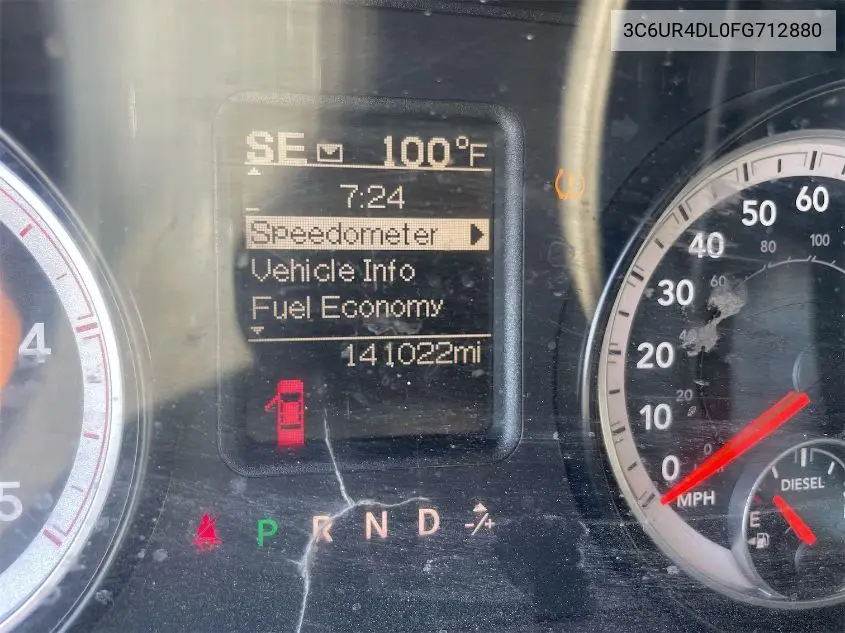 3C6UR4DL0FG712880
SE 100°F
7:24
Speedometer
Vehicle Info
Fuel Economy
141022mi
P R N D -/+
4
5
0 10 20 30 40 50 60
MPH
0 20 40 60 80 100
DIESEL
E